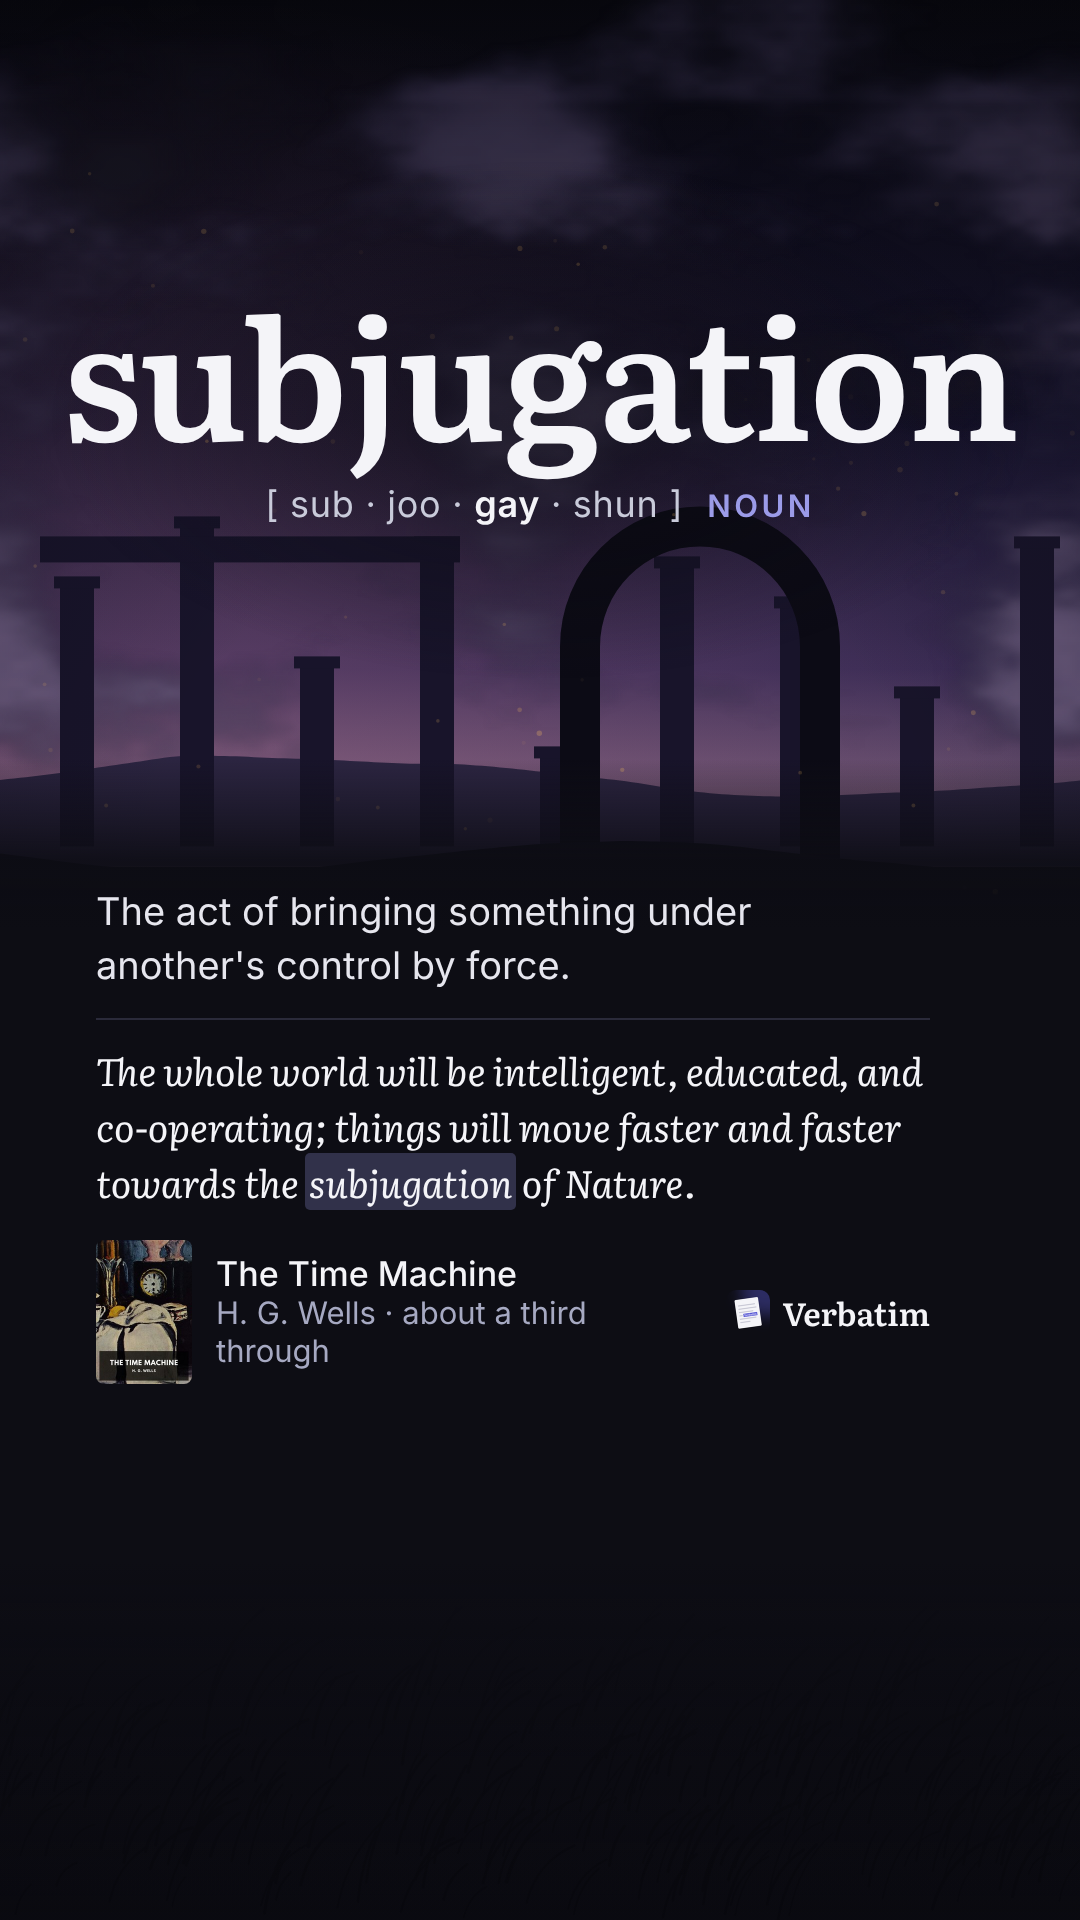 subjugation
[ sub · joo · gay · shun ] NOUN
The act of bringing something under
another's control by force.
The whole world will be intelligent, educated, and
co-operating; things will move faster and faster
towards the subjugation of Nature.
The Time Machine
H. G. Wells · about a third
through
THE TIME MACHINE
H. G. WELLS
Verbatim